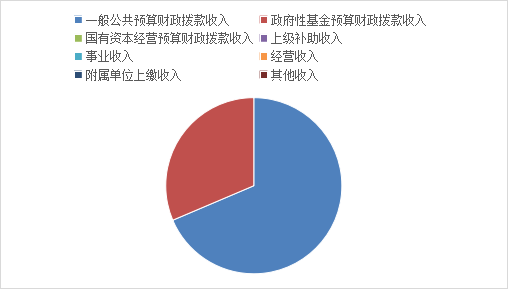 一般公共预算财政拨款收入 政府性基金预算财政拨款收入
国有资本经营预算财政拨款收入 上级补助收入
事业收入 经营收入
附属单位上缴收入 其他收入